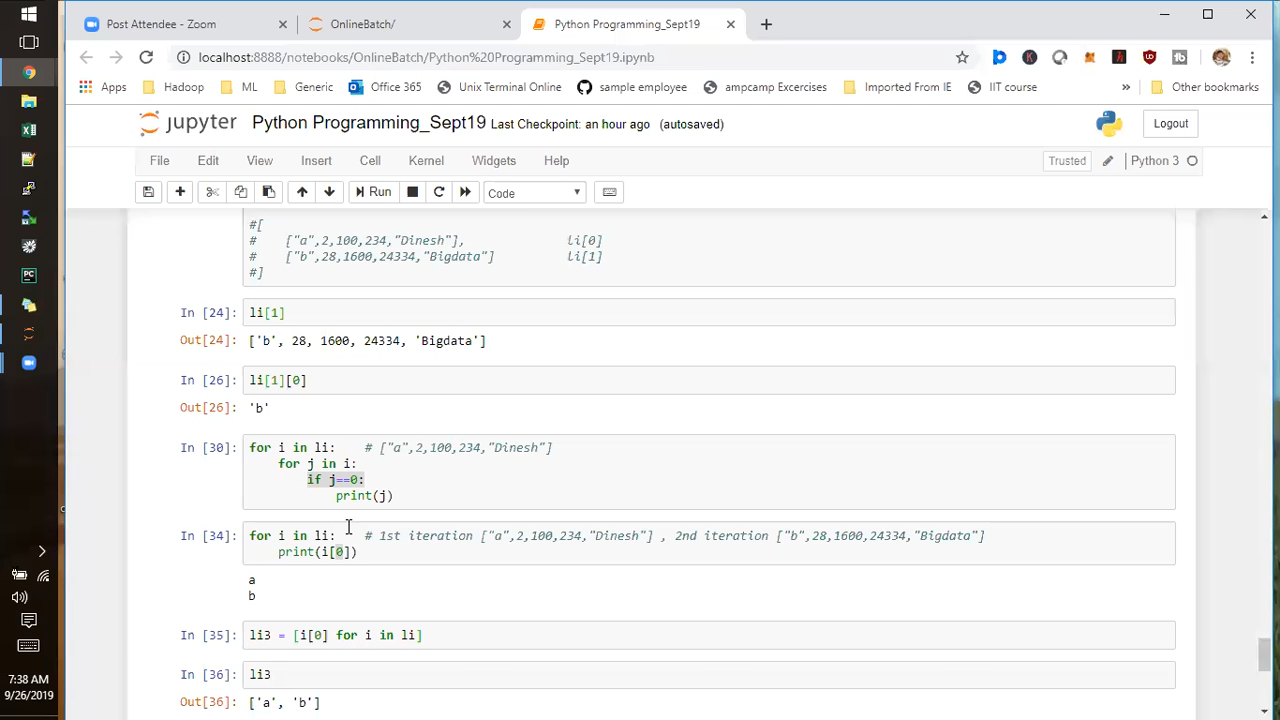 Post Attendee - Zoom
OnlineBatch/
Python Programming_Sept19
localhost:8888/notebooks/OnlineBatch/Python%20Programming_Sept19.ipynb
Apps
Hadoop
ML
Generic
Office 365
Unix Terminal Online
sample employee
ampcamp Excercises
Imported From IE
IIT course
»
Other bookmarks
jupyter Python Programming_Sept19 Last Checkpoint: an hour ago (autosaved)
Logout
File Edit View Insert Cell Kernel Widgets Help
Trusted
Python 3
Run
Code
#[
# ["a",2,100,234,"Dinesh"], li[0]
# ["b",28,1600,24334,"Bigdata"] li[1]
#]
In [24]: li[1]
Out[24]: ['b', 28, 1600, 24334, 'Bigdata']
In [26]: li[1][0]
Out[26]: 'b'
In [30]: for i in li: # ["a",2,100,234,"Dinesh"]
for j in i:
if j==0:
print(j)
In [34]: for i in li: # 1st iteration ["a",2,100,234,"Dinesh"] , 2nd iteration ["b",28,1600,24334,"Bigdata"]
print(i[0])
a
b
In [35]: li3 = [i[0] for i in li]
In [36]: li3
Out[36]: ['a', 'b']
7:38 AM
9/26/2019